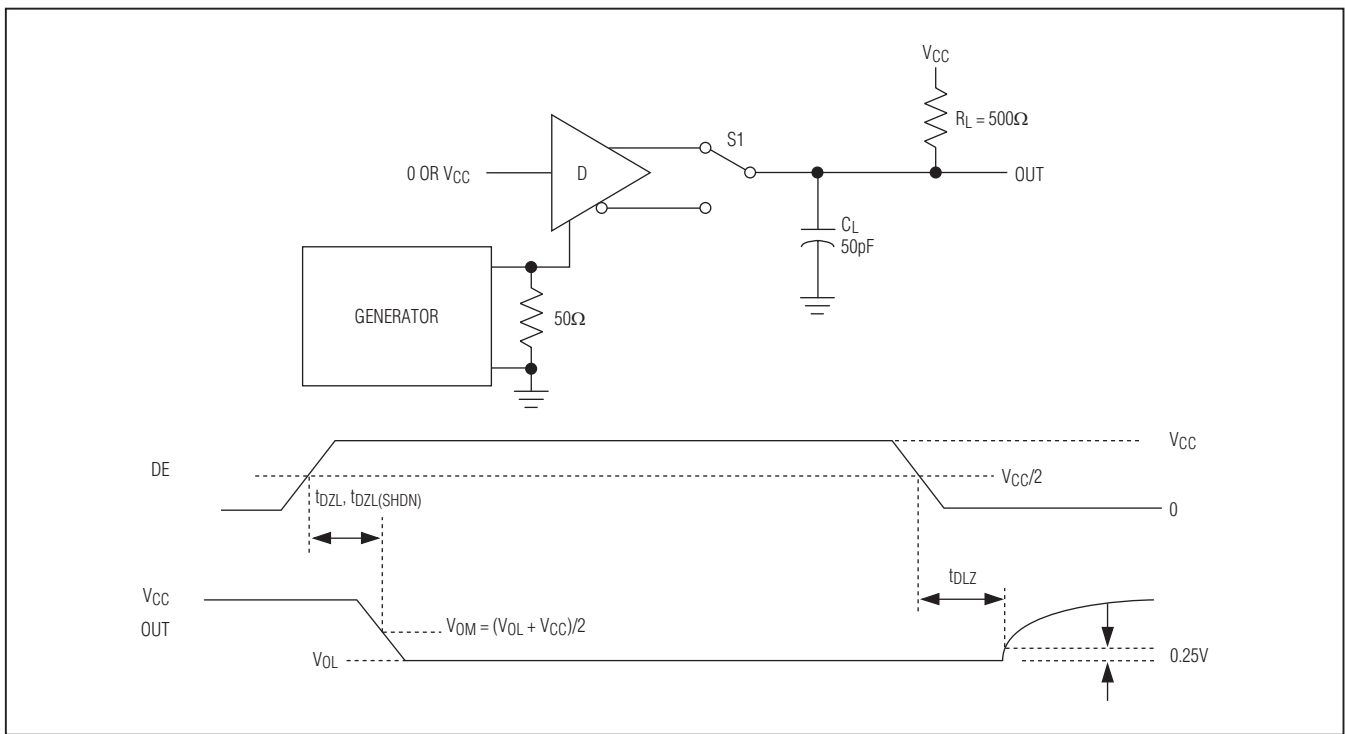 VCC
RL = 500Ω
S1
0 OR VCC
D
OUT
CL
50pF
GENERATOR
50Ω
VCC
DE
VCC/2
tDZL, tDZL(SHDN)
0
tDLZ
VCC
OUT
VOM = (VOL + VCC)/2
VOL
0.25V